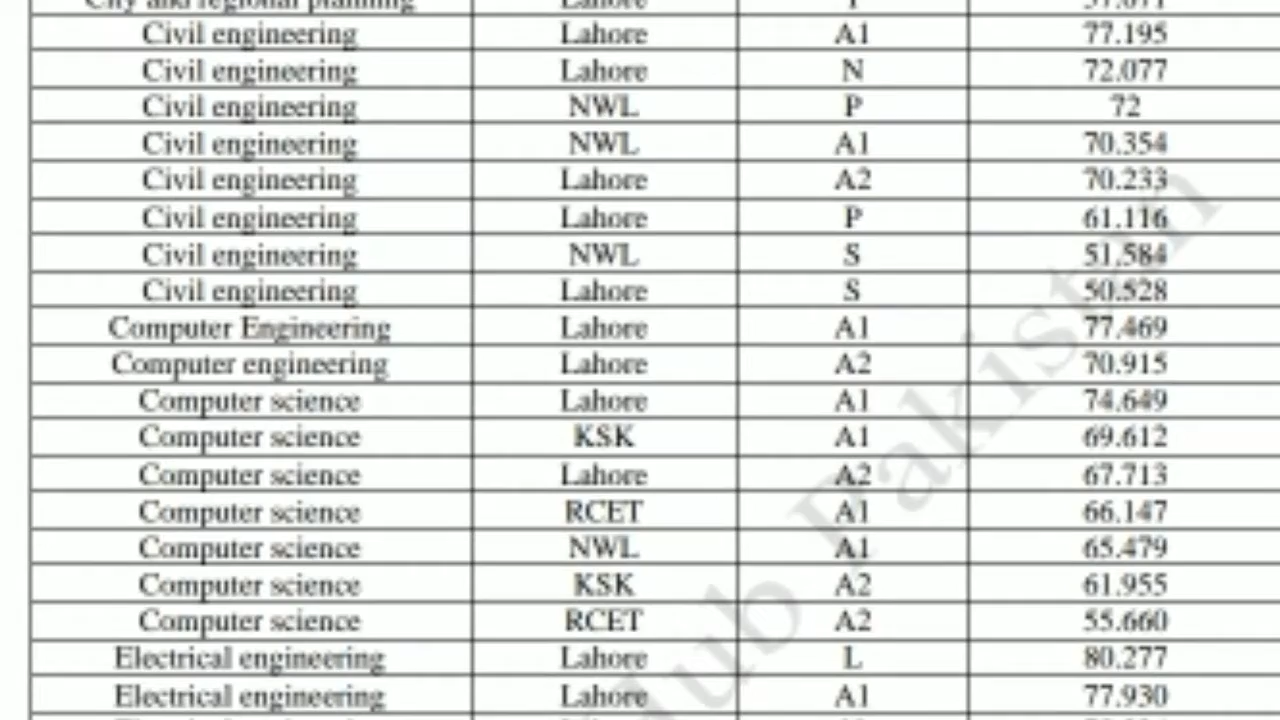 City and regional planning Lahore T 57.071
Civil engineering Lahore A1 77.195
Civil engineering Lahore N 72.077
Civil engineering NWL P 72
Civil engineering NWL A1 70.354
Civil engineering Lahore A2 70.233
Civil engineering Lahore P 61.116
Civil engineering NWL S 51.584
Civil engineering Lahore S 50.528
Computer Engineering Lahore A1 77.469
Computer engineering Lahore A2 70.915
Computer science Lahore A1 74.649
Computer science KSK A1 69.612
Computer science Lahore A2 67.713
Computer science RCET A1 66.147
Computer science NWL A1 65.479
Computer science KSK A2 61.955
Computer science RCET A2 55.660
Electrical engineering Lahore L 80.277
Electrical engineering Lahore A1 77.930
Hub Pakistan